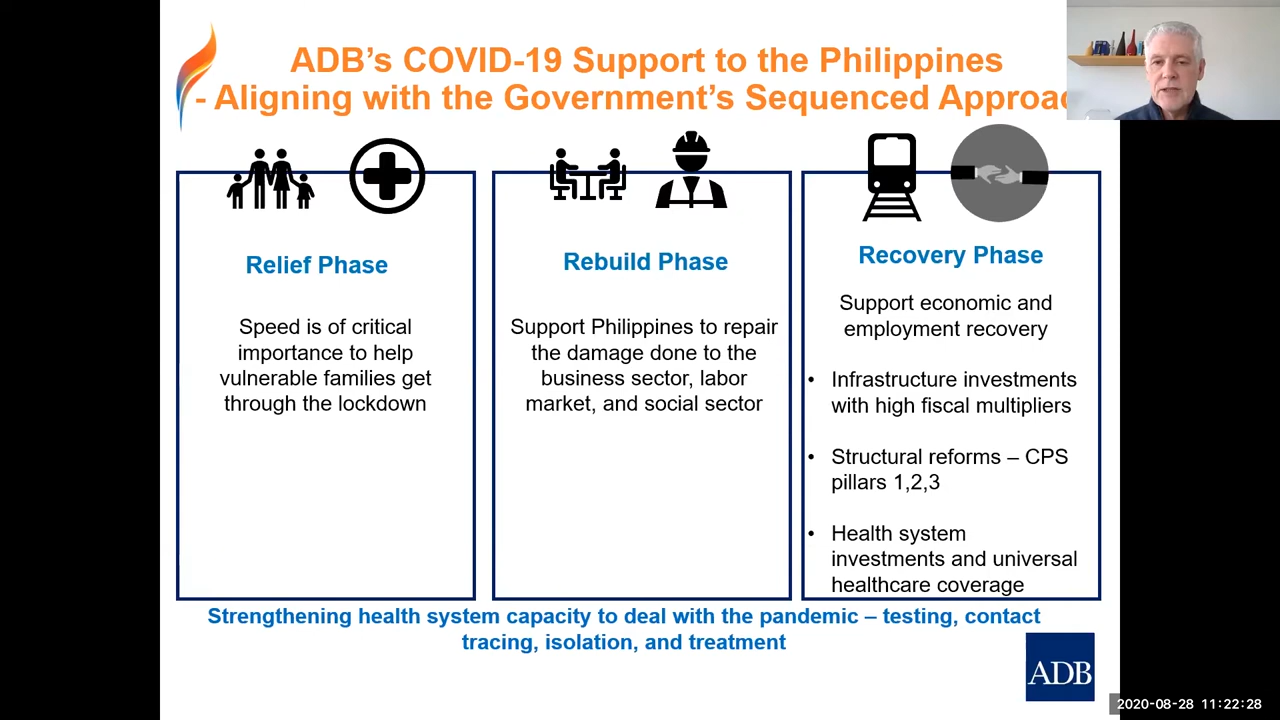 ADB's COVID-19 Support to the Philippines
- Aligning with the Government's Sequenced
Relief Phase
Speed is of critical
importance to help
vulnerable families get
through the lockdown
Rebuild Phase
Support Philippines to repair
the damage done to the
business sector, labor
market, and social sector
Recovery Phase
Support economic and
employment recovery
• Infrastructure investments
with high fiscal multipliers
• Structural reforms – CPS
pillars 1,2,3
• Health system
investments and universal
healthcare coverage
Strengthening health system capacity to deal with the pandemic – testing, contact
tracing, isolation, and treatment
ADB
2020-08-28 11:22:28